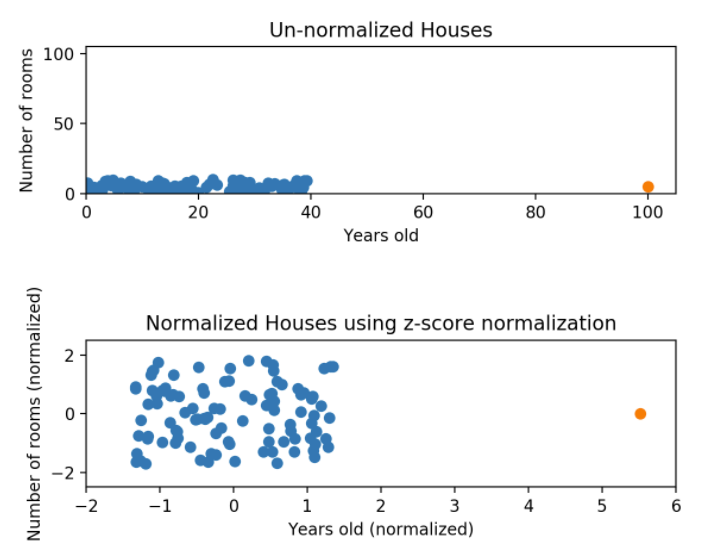 Un-normalized Houses
Number of rooms
100
50
0
0 20 40 60 80 100
Years old
Normalized Houses using z-score normalization
Number of rooms (normalized)
2
0
−2
−2 −1 0 1 2 3 4 5 6
Years old (normalized)